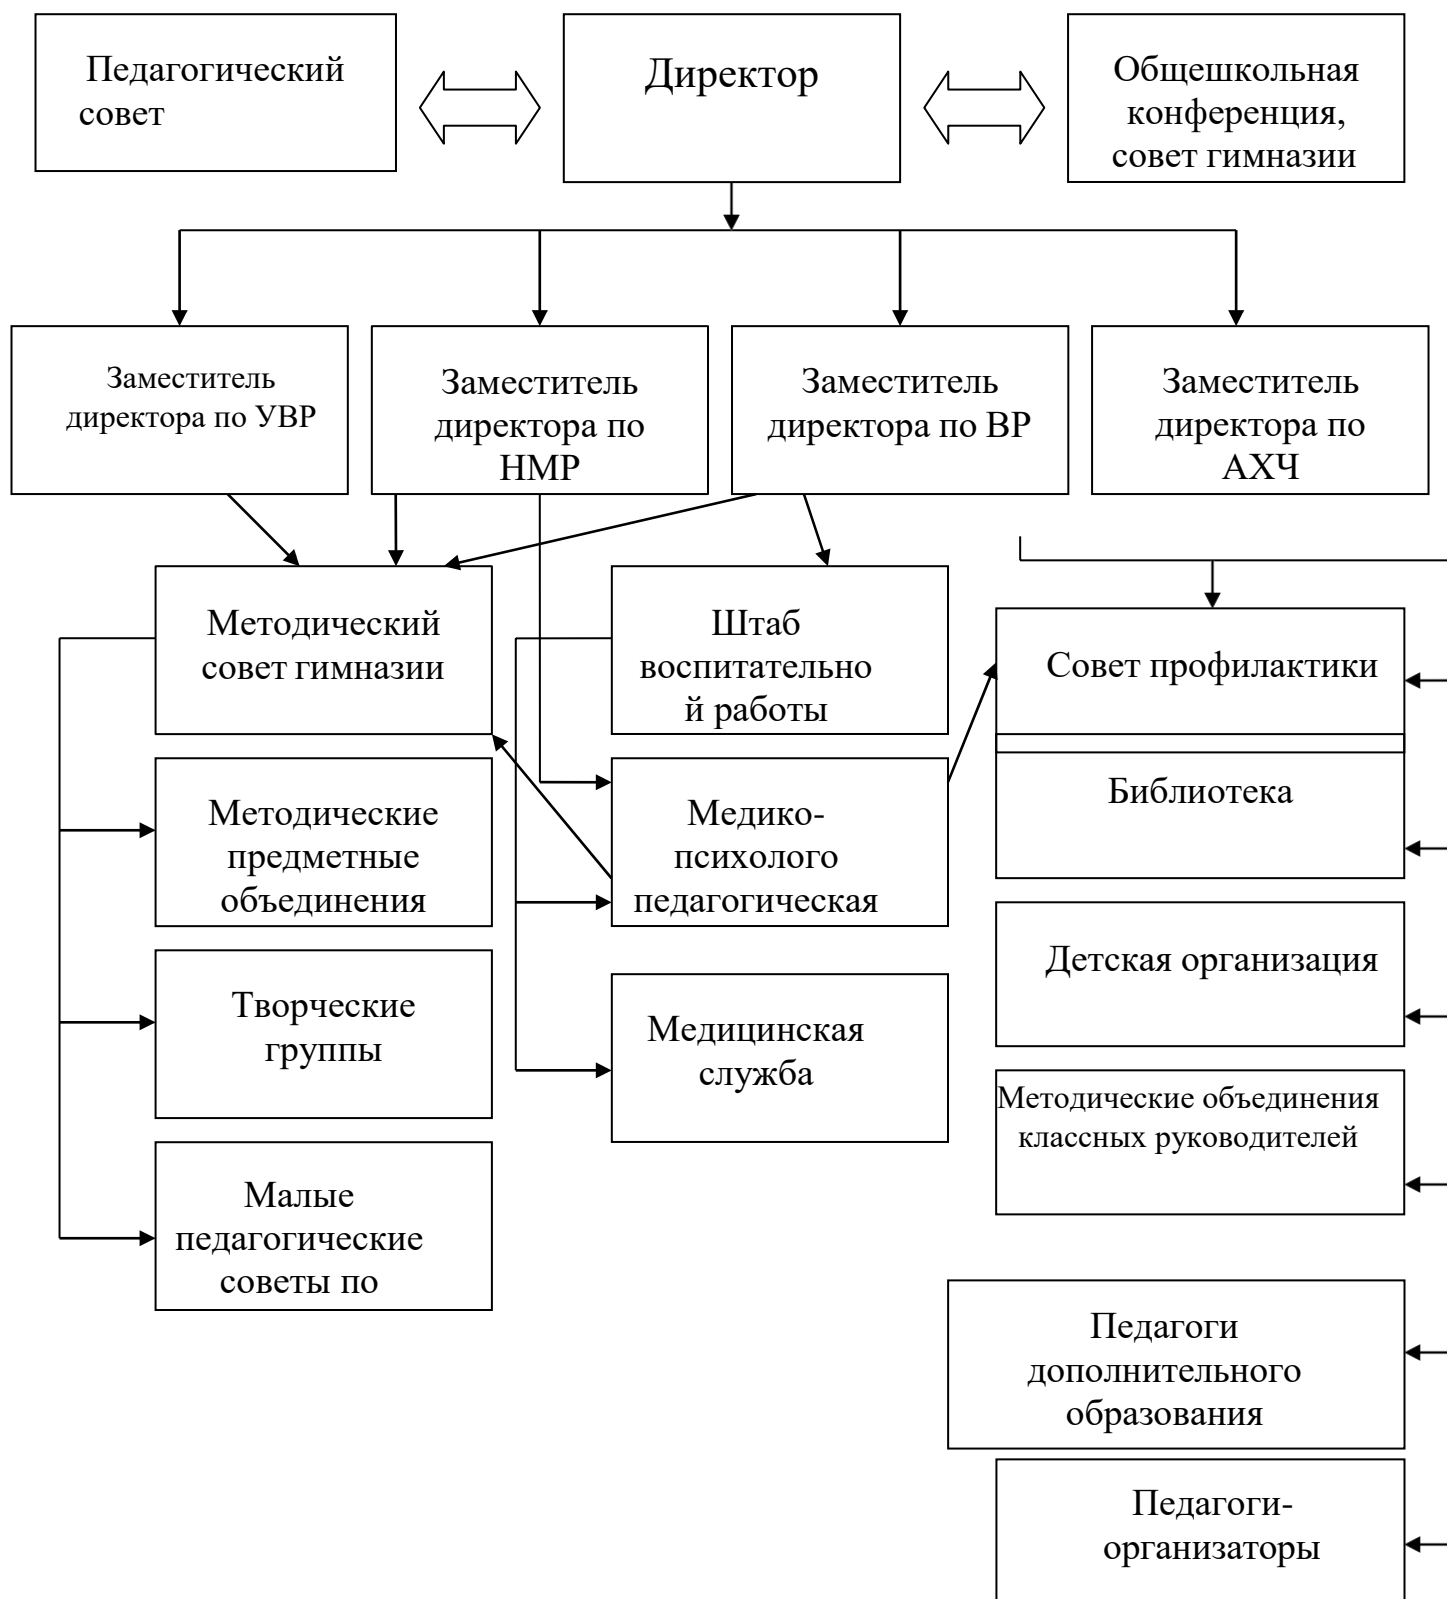 Педагогический
совет
Директор
Общешкольная
конференция,
совет гимназии
Заместитель
директора по УВР
Заместитель
директора по
НМР
Заместитель
директора по ВР
Заместитель
директора по
АХЧ
Методический
совет гимназии
Штаб
воспитательно
й работы
Совет профилактики
Методические
предметные
объединения
Медико-
психолого
педагогическая
Библиотека
Творческие
группы
Медицинская
служба
Детская организация
Методические объединения
классных руководителей
Малые
педагогические
советы по
Педагоги
дополнительного
образования
Педагоги-
организаторы